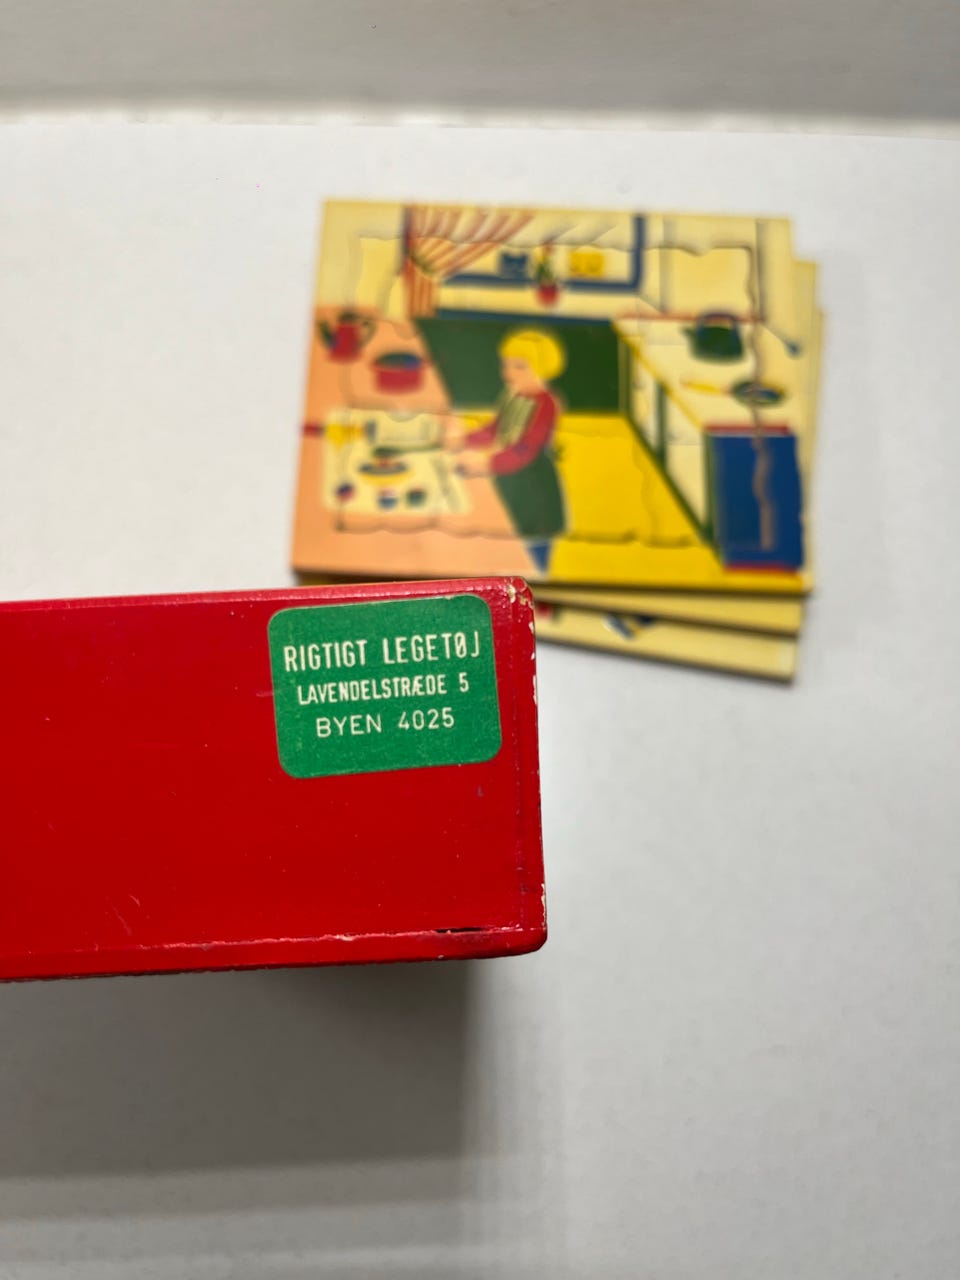 RIGTIGT LEGETØJ
LAVENDELSTRÆDE 5
BYEN 4025